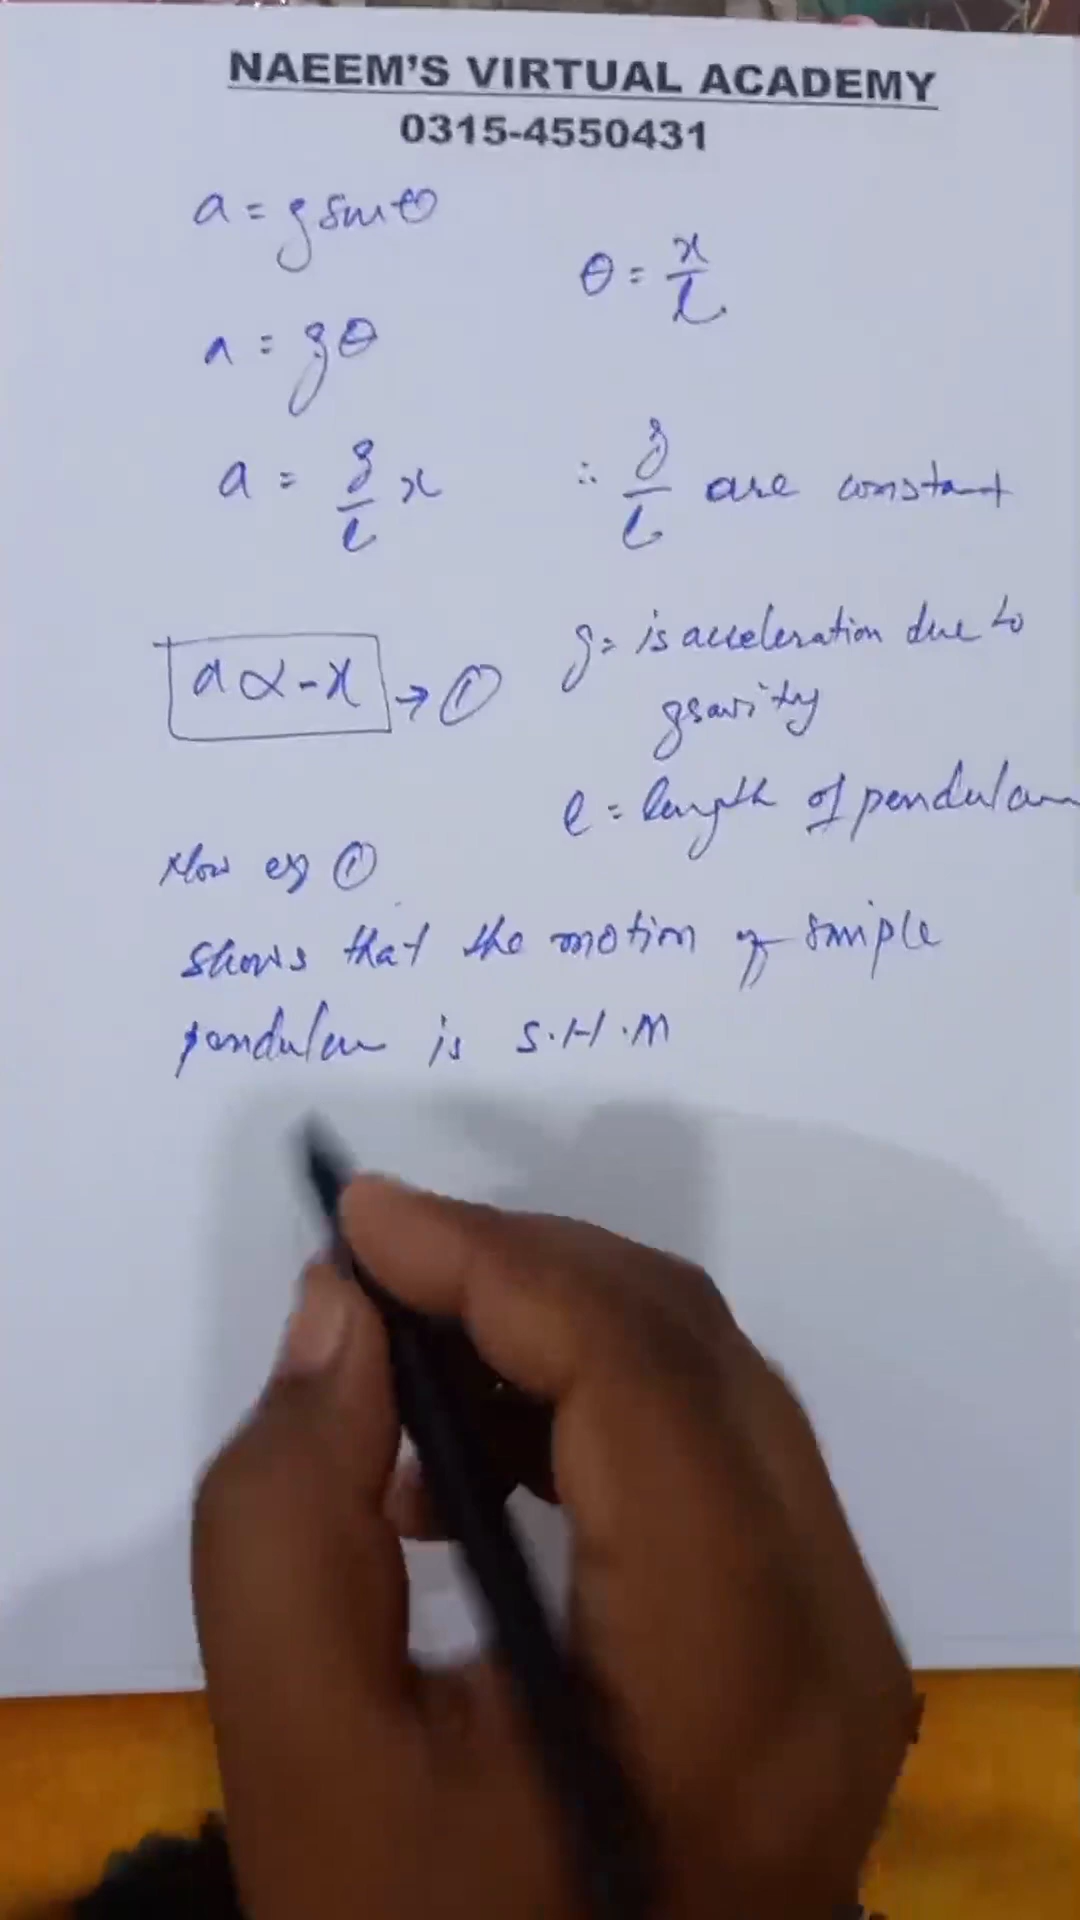 NAEEM'S VIRTUAL ACADEMY
0315-4550431
a = g sin θ
θ = x/l
a = gθ
a = g/l x ∴ g/l are constant
g = is acceleration due to
gravity
a ∝ -x → ①
l = length of pendulum
Now eq ①
shows that the motion of simple
pendulum is S.H.M